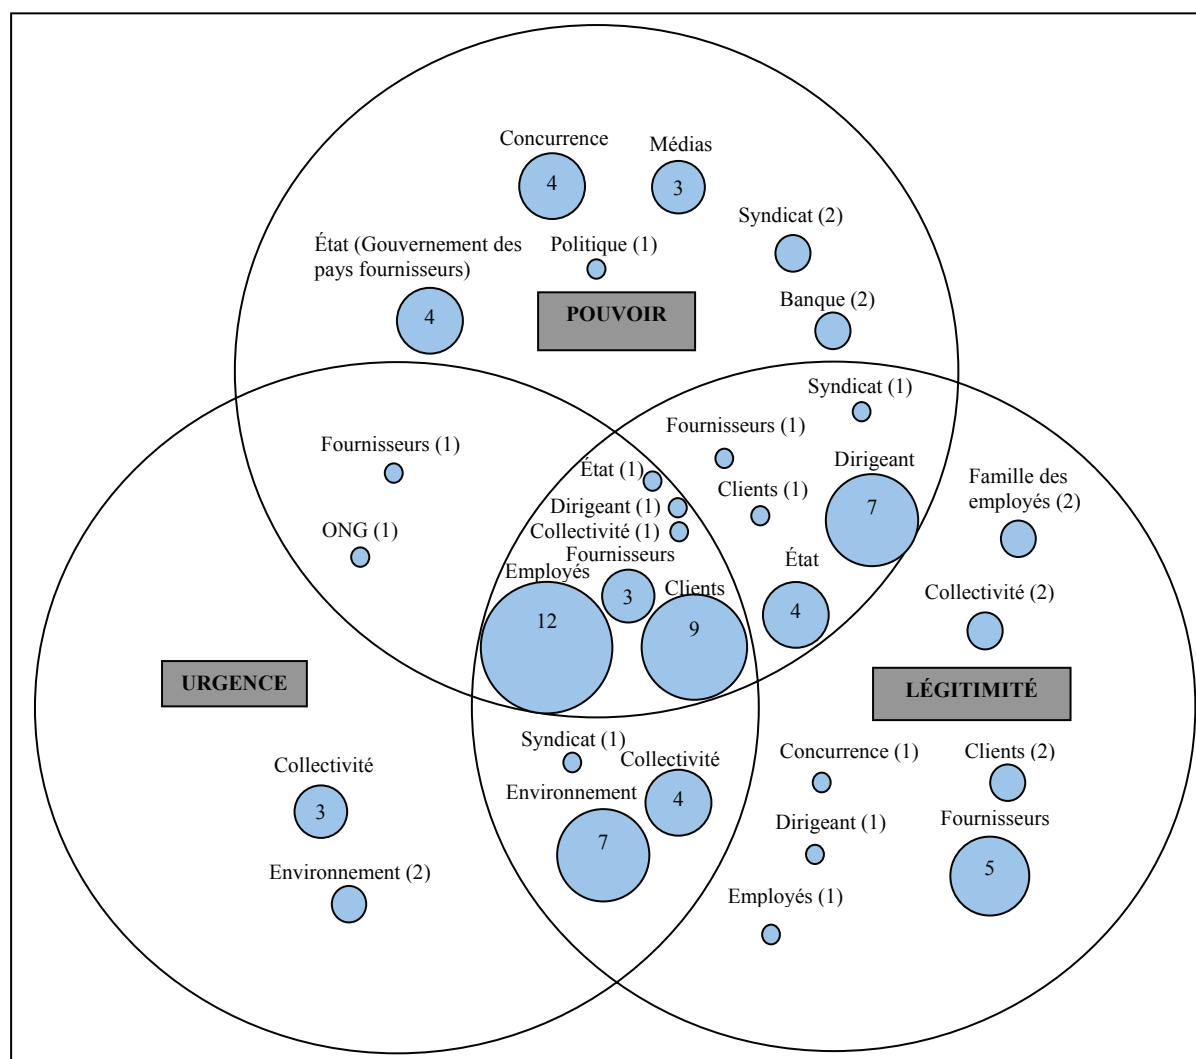 Concurrence
4
Médias
3
Syndicat (2)
État (Gouvernement des
pays fournisseurs)
4
Politique (1)
Banque (2)
POUVOIR
Syndicat (1)
Fournisseurs (1)
Fournisseurs (1)
Dirigeant
7
État (1)
Clients (1)
Famille des
employés (2)
Dirigeant (1)
ONG (1)
Collectivité (1)
Fournisseurs
3
Employés
12
Clients
9
État
4
Collectivité (2)
URGENCE
LÉGITIMITÉ
Syndicat (1)
Collectivité
4
Concurrence (1)
Clients (2)
Collectivité
3
Environnement
7
Dirigeant (1)
Fournisseurs
5
Environnement (2)
Employés (1)